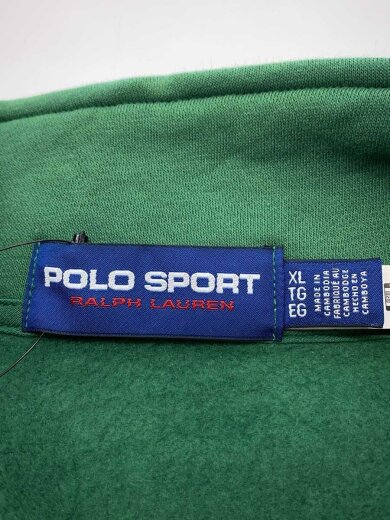 POLO SPORT
RALPH LAUREN
XL
TG
EG
MADE IN
CAMBODIA
FABRIQUÉ AU
CAMBODGE
HECHO EN
CAMBOYA